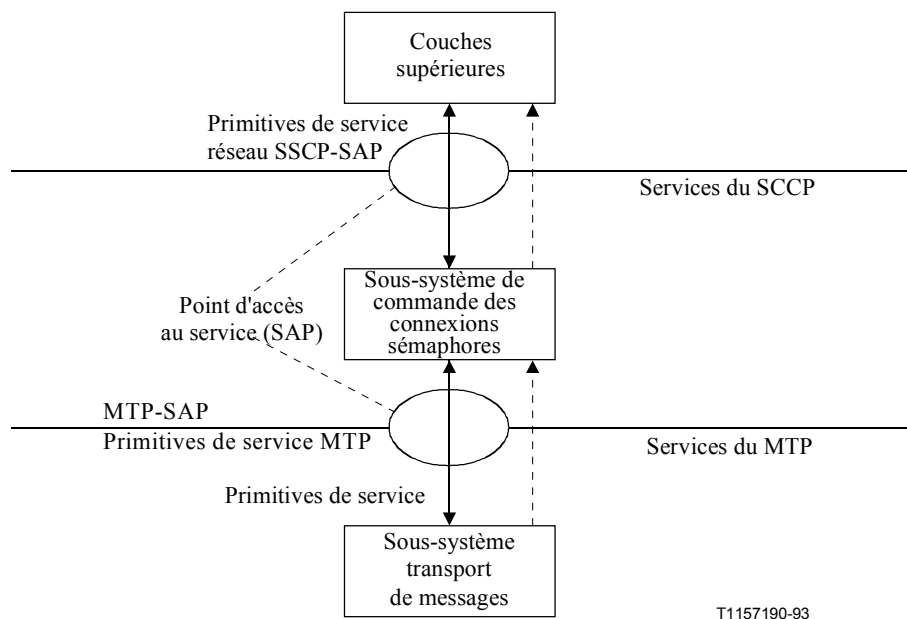 Couches
supérieures
Primitives de service
réseau SSCP-SAP
Services du SCCP
Sous-système de
commande des
connexions
sémaphores
Point d'accès
au service (SAP)
MTP-SAP
Primitives de service MTP
Services du MTP
Primitives de service
Sous-système
transport
de messages
T1157190-93